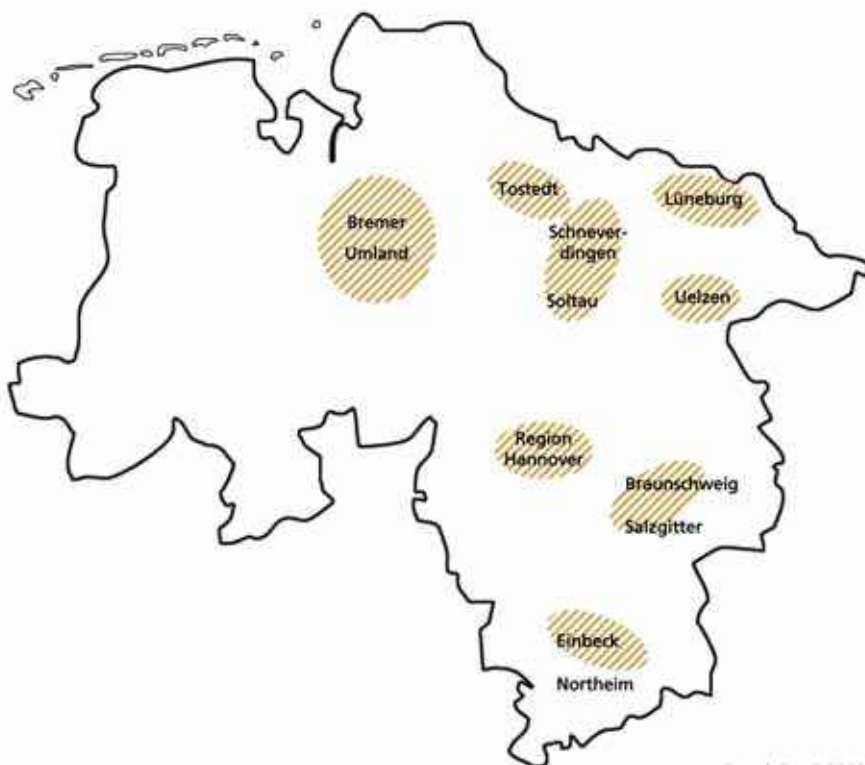 Tostedt
Lüneburg
Bremer
Umland
Schnever-
dingen
Soltau
Uelzen
Region
Hannover
Braunschweig
Salzgitter
Einbeck
Northeim